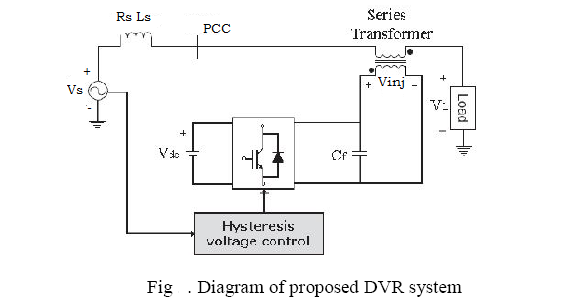 Rs Ls
PCC
Series
Transformer
+
Vs
-
+ Vinj -
+
VL
-
Load
+
Vdc
Cf
Hysteresis
voltage control
Fig . Diagram of proposed DVR system